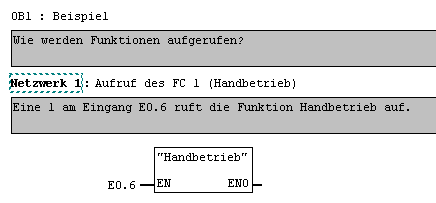 OB1 : Beispiel
Wie werden Funktionen aufgerufen?
Netzwerk 1: Aufruf des FC 1 (Handbetrieb)
Eine 1 am Eingang E0.6 ruft die Funktion Handbetrieb auf.
"Handbetrieb"
E0.6 EN ENO